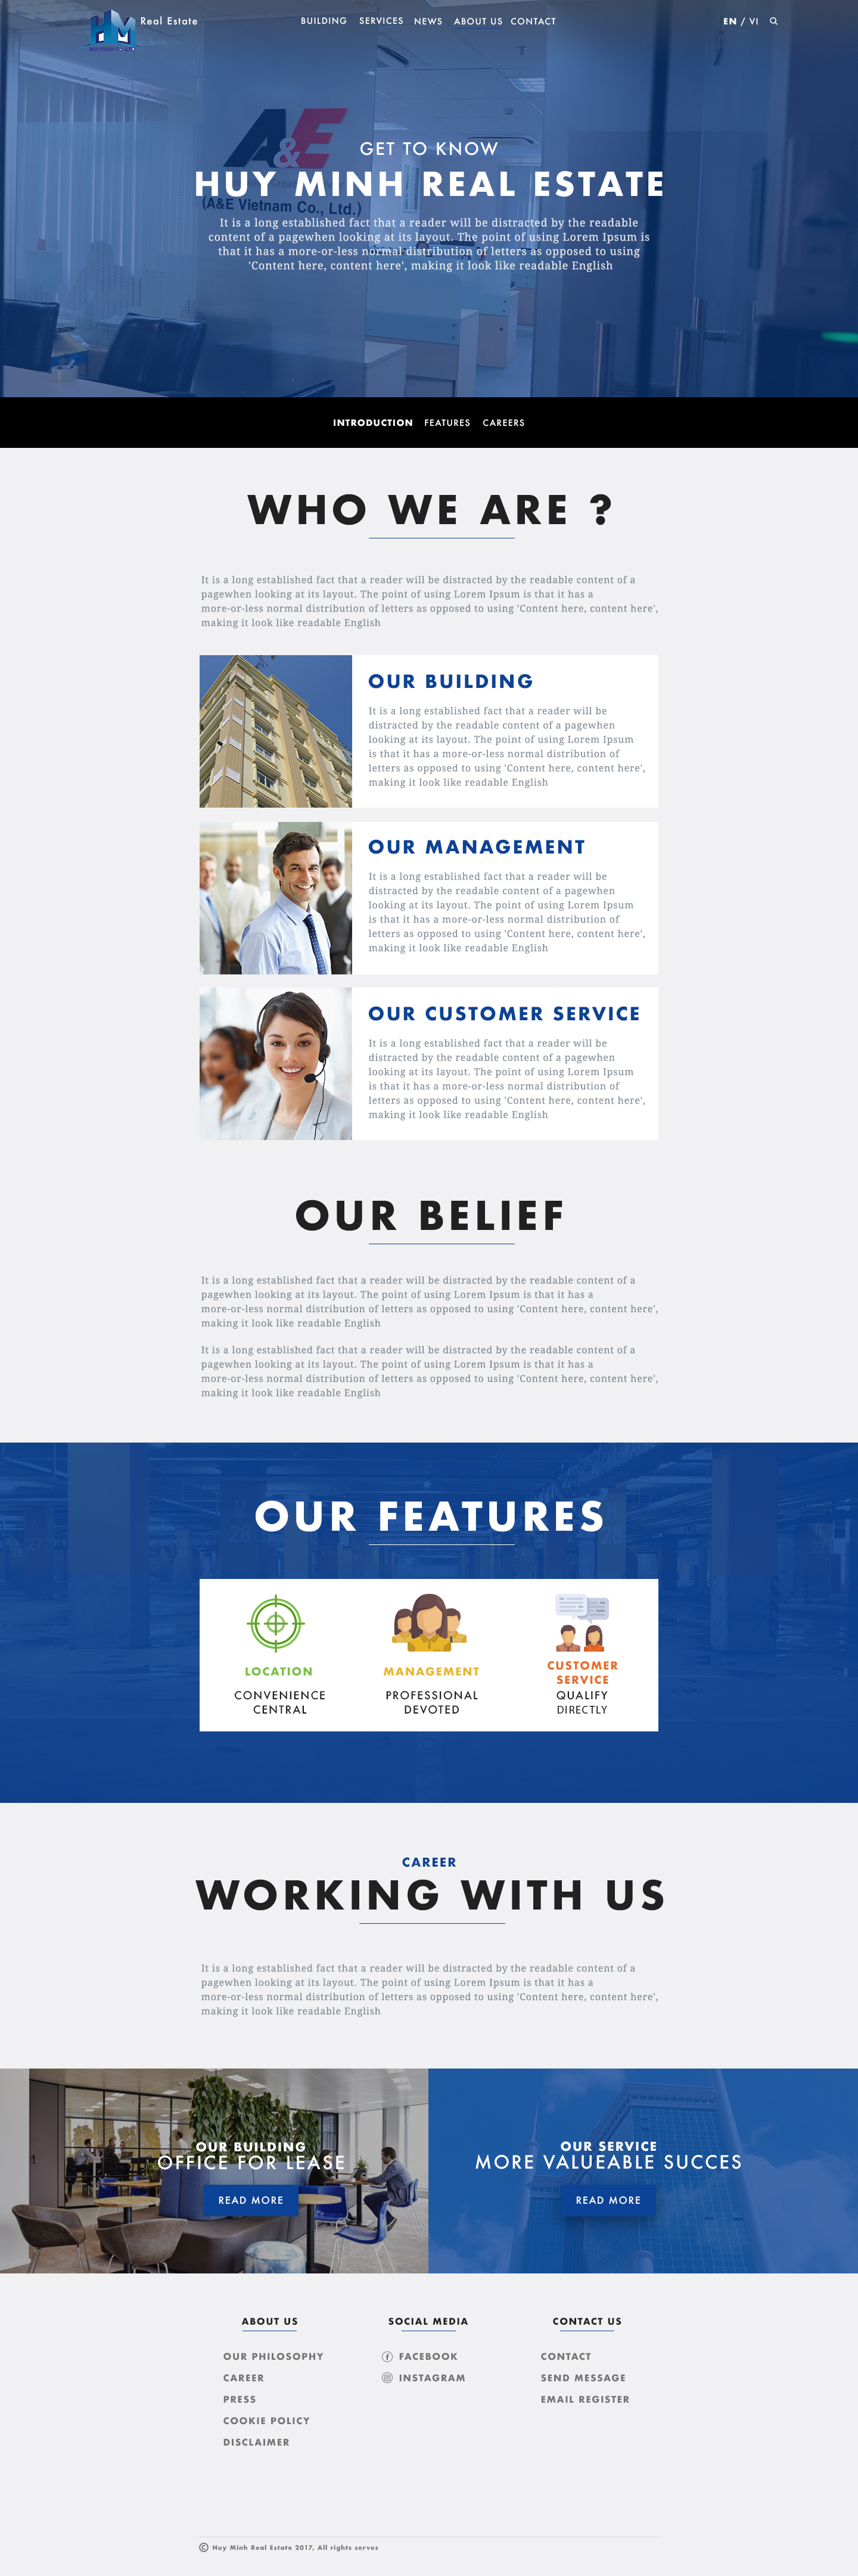 Real Estate
BUILDING SERVICES NEWS ABOUT US CONTACT
EN / VI
A&E
(A&E Vietnam Co., Ltd.)
GET TO KNOW
HUY MINH REAL ESTATE
It is a long established fact that a reader will be distracted by the readable
content of a pagewhen looking at its layout. The point of using Lorem Ipsum is
that it has a more-or-less normal distribution of letters as opposed to using
'Content here, content here', making it look like readable English
INTRODUCTION FEATURES CAREERS
WHO WE ARE ?
It is a long established fact that a reader will be distracted by the readable content of a
pagewhen looking at its layout. The point of using Lorem Ipsum is that it has a
more-or-less normal distribution of letters as opposed to using 'Content here, content here',
making it look like readable English
OUR BUILDING
It is a long established fact that a reader will be
distracted by the readable content of a pagewhen
looking at its layout. The point of using Lorem Ipsum
is that it has a more-or-less normal distribution of
letters as opposed to using 'Content here, content here',
making it look like readable English
OUR MANAGEMENT
It is a long established fact that a reader will be
distracted by the readable content of a pagewhen
looking at its layout. The point of using Lorem Ipsum
is that it has a more-or-less normal distribution of
letters as opposed to using 'Content here, content here',
making it look like readable English
OUR CUSTOMER SERVICE
It is a long established fact that a reader will be
distracted by the readable content of a pagewhen
looking at its layout. The point of using Lorem Ipsum
is that it has a more-or-less normal distribution of
letters as opposed to using 'Content here, content here',
making it look like readable English
OUR BELIEF
It is a long established fact that a reader will be distracted by the readable content of a
pagewhen looking at its layout. The point of using Lorem Ipsum is that it has a
more-or-less normal distribution of letters as opposed to using 'Content here, content here',
making it look like readable English
It is a long established fact that a reader will be distracted by the readable content of a
pagewhen looking at its layout. The point of using Lorem Ipsum is that it has a
more-or-less normal distribution of letters as opposed to using 'Content here, content here',
making it look like readable English
OUR FEATURES
LOCATION
CONVENIENCE
CENTRAL
MANAGEMENT
PROFESSIONAL
DEVOTED
CUSTOMER
SERVICE
QUALIFY
DIRECTLY
CAREER
WORKING WITH US
It is a long established fact that a reader will be distracted by the readable content of a
pagewhen looking at its layout. The point of using Lorem Ipsum is that it has a
more-or-less normal distribution of letters as opposed to using 'Content here, content here',
making it look like readable English
OUR BUILDING
OFFICE FOR LEASE
READ MORE
OUR SERVICE
MORE VALUEABLE SUCCES
READ MORE
ABOUT US
OUR PHILOSOPHY
CAREER
PRESS
COOKIE POLICY
DISCLAIMER
SOCIAL MEDIA
FACEBOOK
INSTAGRAM
CONTACT US
CONTACT
SEND MESSAGE
EMAIL REGISTER
© Huy Minh Real Estate 2017, All rights serves